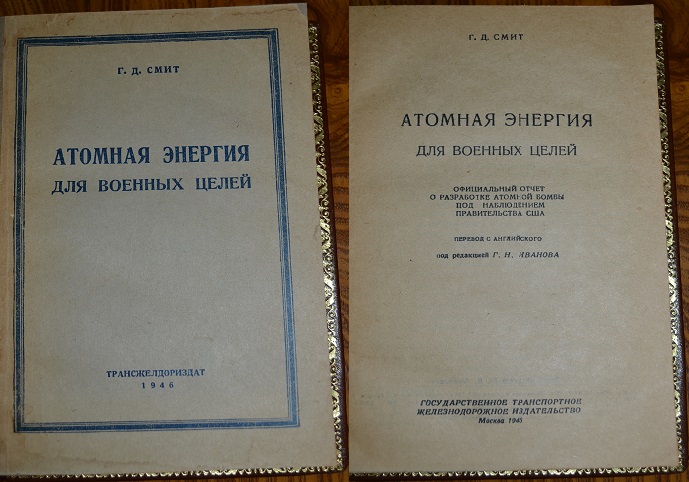 Г. Д. СМИТ
АТОМНАЯ ЭНЕРГИЯ
ДЛЯ ВОЕННЫХ ЦЕЛЕЙ
ТРАНСЖЕЛДОРИЗДАТ
1946
Г. Д. СМИТ
АТОМНАЯ ЭНЕРГИЯ
ДЛЯ ВОЕННЫХ ЦЕЛЕЙ
ОФИЦИАЛЬНЫЙ ОТЧЕТ
О РАЗРАБОТКЕ АТОМНОЙ БОМБЫ
ПОД НАБЛЮДЕНИЕМ
ПРАВИТЕЛЬСТВА США
ПЕРЕВОД С АНГЛИЙСКОГО
под редакцией Г. Н. ИВАНОВА
ГОСУДАРСТВЕННОЕ ТРАНСПОРТНОЕ
ЖЕЛЕЗНОДОРОЖНОЕ ИЗДАТЕЛЬСТВО
Москва 1946